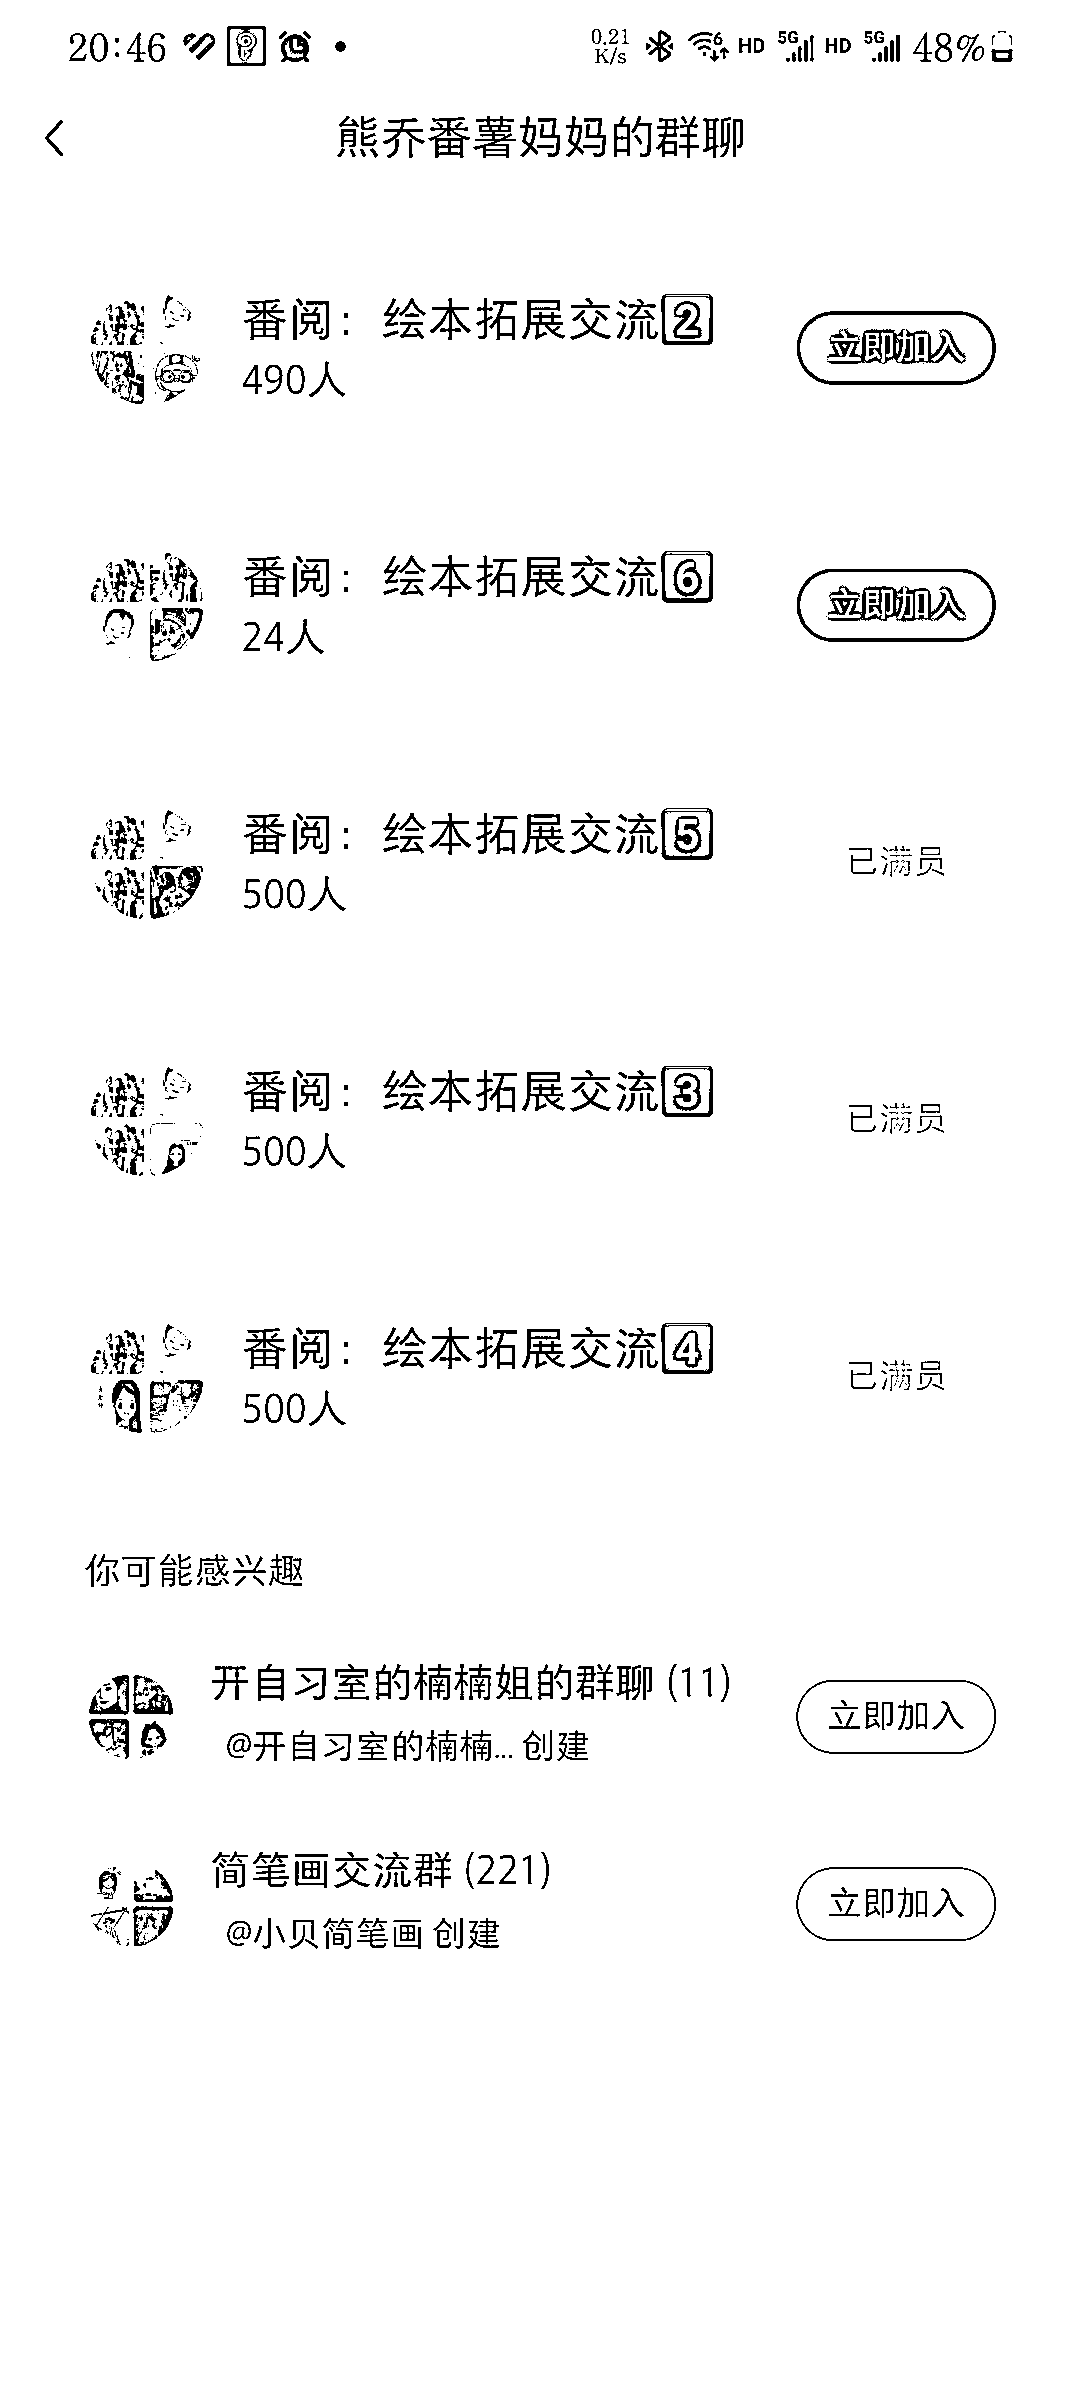 20:46 0.21 K/s 6 HD 5G HD 5G 48%
熊乔番薯妈妈的群聊
番阅：绘本拓展交流2️⃣
立即加入
490人
番阅：绘本拓展交流6️⃣
立即加入
24人
番阅：绘本拓展交流5️⃣
已满员
500人
番阅：绘本拓展交流3️⃣
已满员
500人
番阅：绘本拓展交流4️⃣
已满员
500人
你可能感兴趣
开自习室的楠楠姐的群聊 (11)
立即加入
@开自习室的楠楠... 创建
简笔画交流群 (221)
立即加入
@小贝简笔画 创建